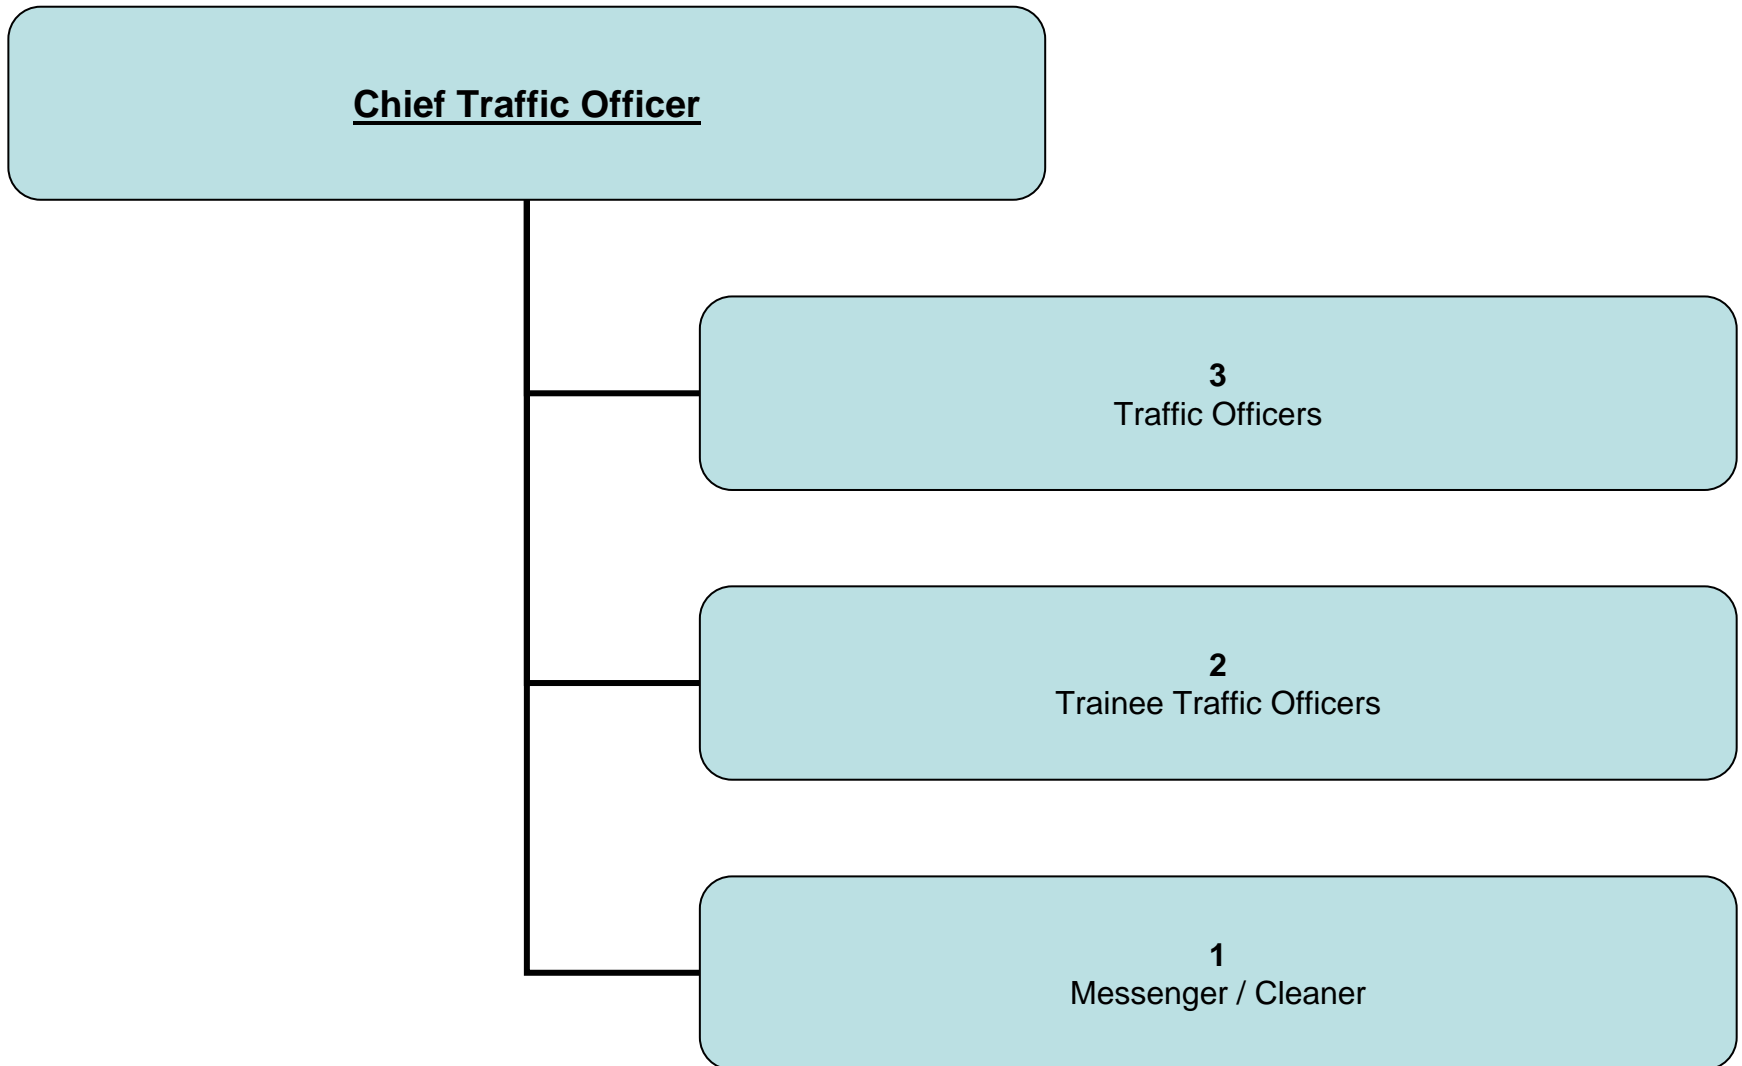 Chief Traffic Officer
3
Traffic Officers
2
Trainee Traffic Officers
1
Messenger / Cleaner